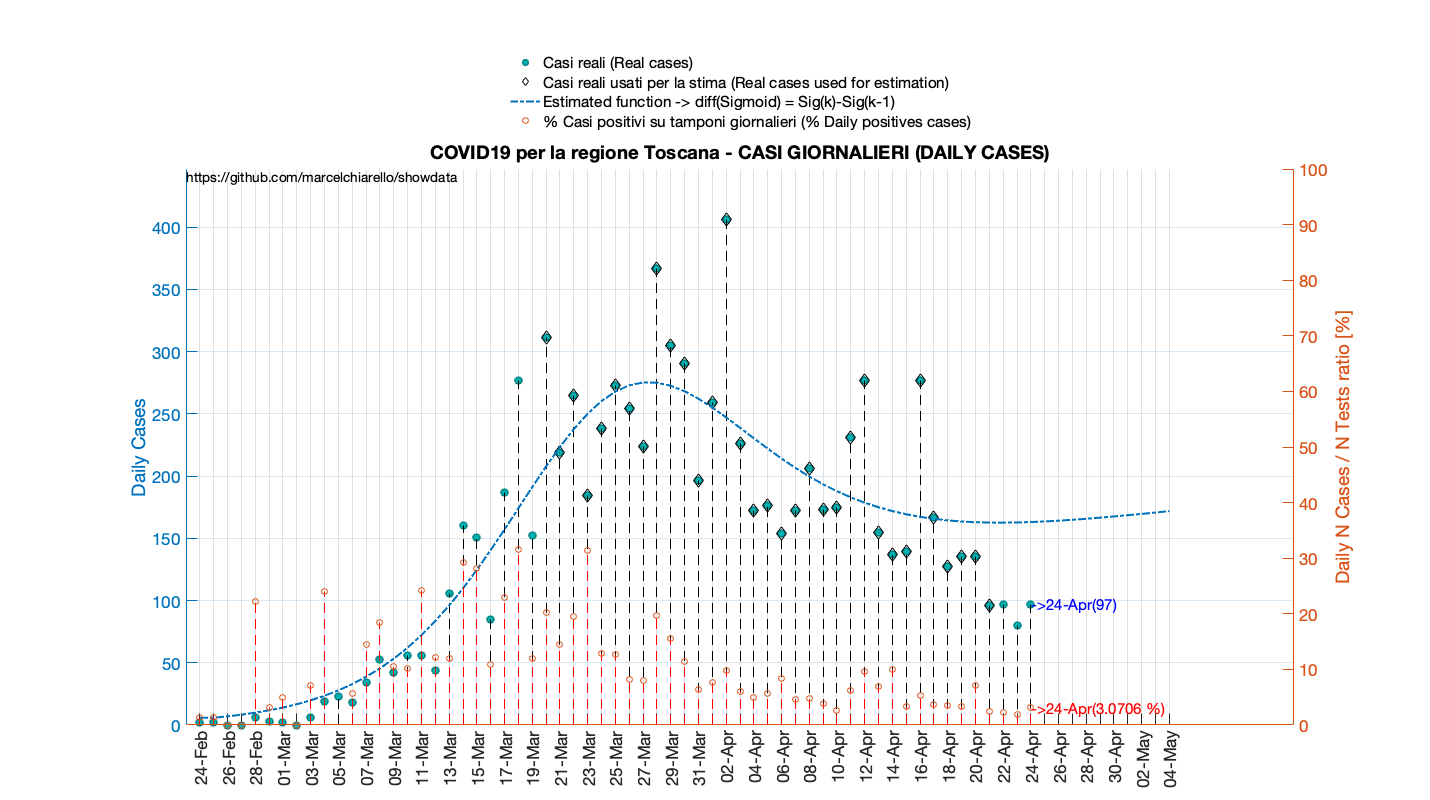 Casi reali (Real cases)
Casi reali usati per la stima (Real cases used for estimation)
Estimated function -> diff(Sigmoid) = Sig(k)-Sig(k-1)
% Casi positivi su tamponi giornalieri (% Daily positives cases)
COVID19 per la regione Toscana - CASI GIORNALIERI (DAILY CASES)
https://github.com/marcelchiarello/showdata
Daily Cases
400
350
300
250
200
150
100
50
0
100
90
80
70
60
50
40
30
20
10
0
Daily N Cases / N Tests ratio [%]
->24-Apr(97)
->24-Apr(3.0706 %)
24-Feb
26-Feb
28-Feb
01-Mar
03-Mar
05-Mar
07-Mar
09-Mar
11-Mar
13-Mar
15-Mar
17-Mar
19-Mar
21-Mar
23-Mar
25-Mar
27-Mar
29-Mar
31-Mar
02-Apr
04-Apr
06-Apr
08-Apr
10-Apr
12-Apr
14-Apr
16-Apr
18-Apr
20-Apr
22-Apr
24-Apr
26-Apr
28-Apr
30-Apr
02-May
04-May